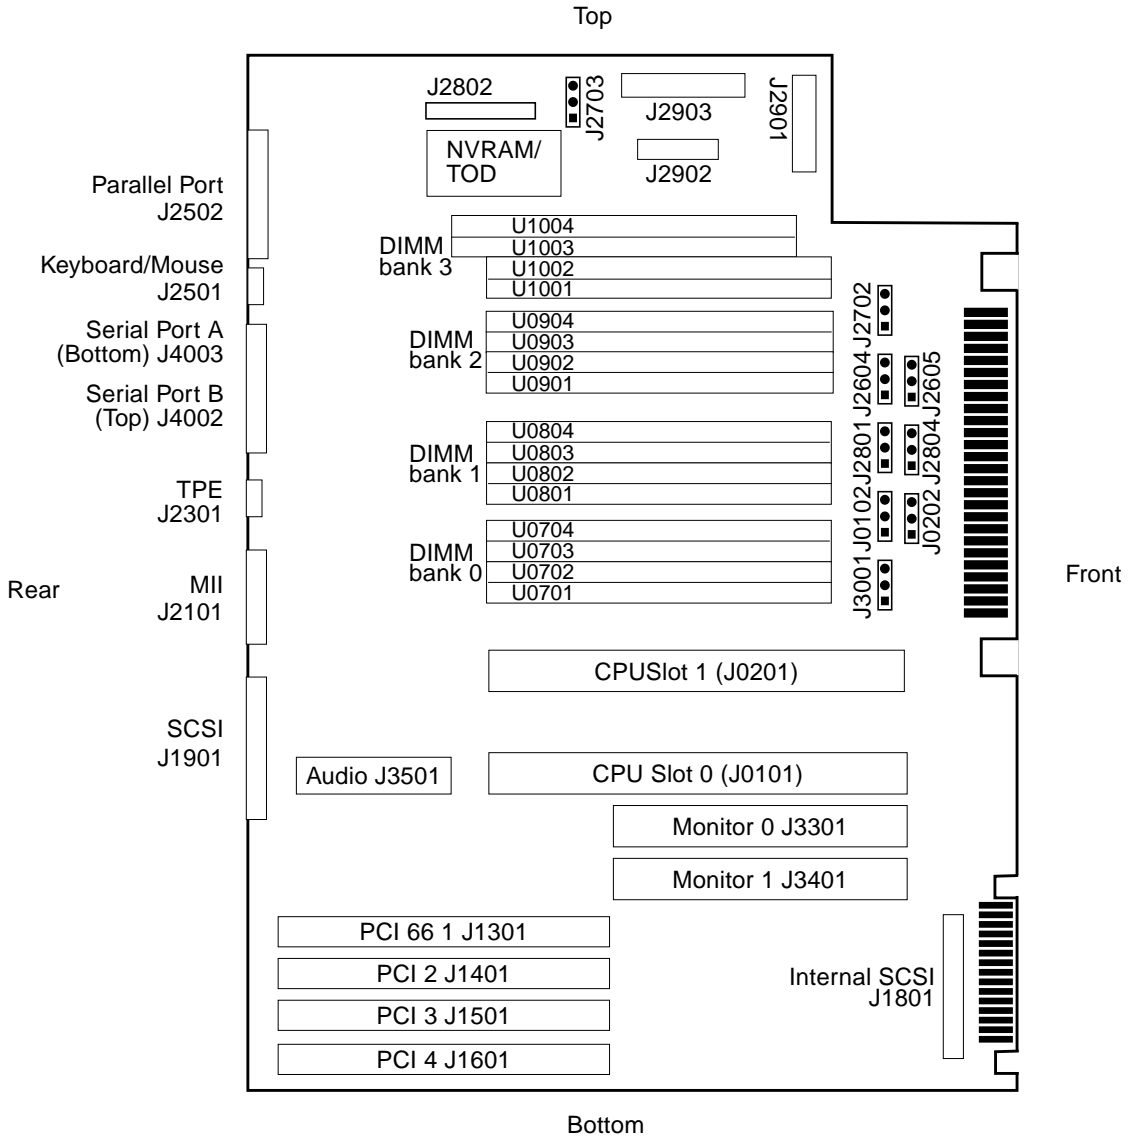 Top
J2802
J2703
J2903
J2901
NVRAM/
TOD
J2902
Parallel Port
J2502
Keyboard/Mouse
J2501
Serial Port A
(Bottom) J4003
Serial Port B
(Top) J4002
TPE
J2301
MII
J2101
SCSI
J1901
Rear
Front
DIMM
bank 3
U1004
U1003
U1002
U1001
DIMM
bank 2
U0904
U0903
U0902
U0901
DIMM
bank 1
U0804
U0803
U0802
U0801
DIMM
bank 0
U0704
U0703
U0702
U0701
J2702
J2604
J2605
J2801
J2804
J0102
J0202
J3001
CPUSlot 1 (J0201)
Audio J3501
CPU Slot 0 (J0101)
Monitor 0 J3301
Monitor 1 J3401
PCI 66 1 J1301
PCI 2 J1401
PCI 3 J1501
PCI 4 J1601
Internal SCSI
J1801
Bottom